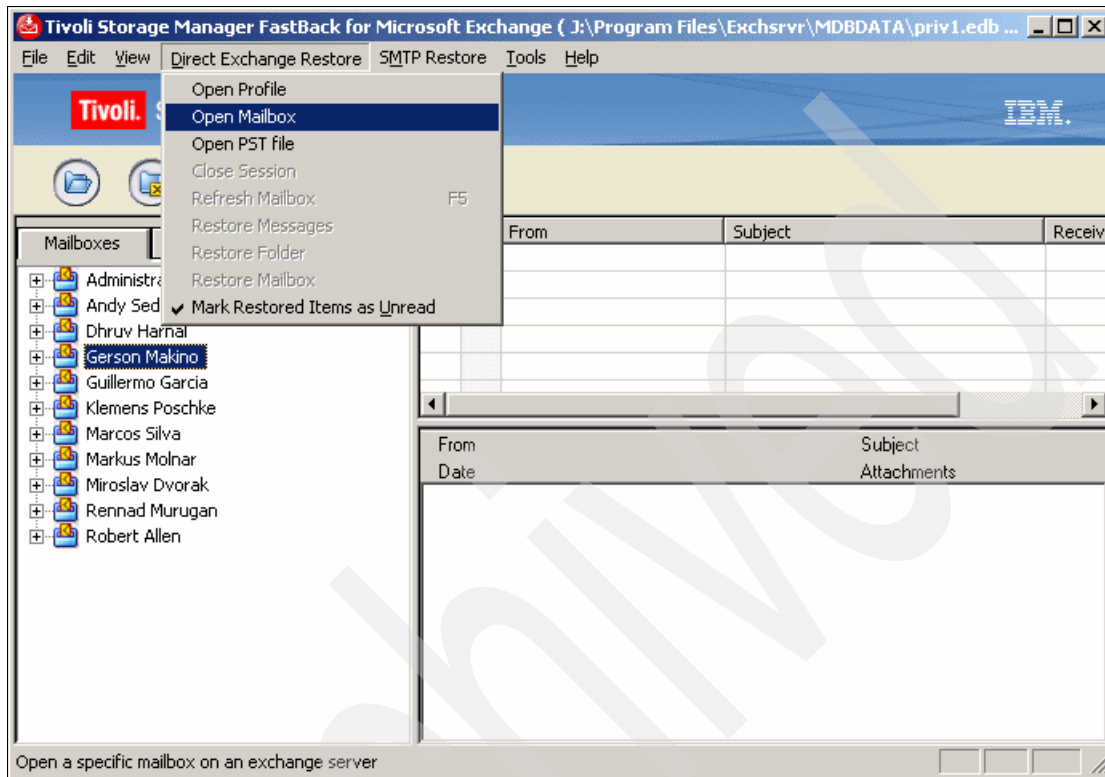 Tivoli Storage Manager FastBack for Microsoft Exchange ( J:\Program Files\Exchsrvr\MDBDATA\priv1.edb ...
File Edit View Direct Exchange Restore SMTP Restore Tools Help
Tivoli.
IBM.
Open Profile
Open Mailbox
Open PST file
Close Session
Refresh Mailbox F5
Restore Messages
Restore Folder
Restore Mailbox
✓ Mark Restored Items as Unread
Mailboxes
Administra
Andy Sed
Dhruv Harnal
Gerson Makino
Guillermo Garcia
Klemens Poschke
Marcos Silva
Markus Molnar
Miroslav Dvorak
Rennad Murugan
Robert Allen
From Subject Receiv
From Subject
Date Attachments
Open a specific mailbox on an exchange server